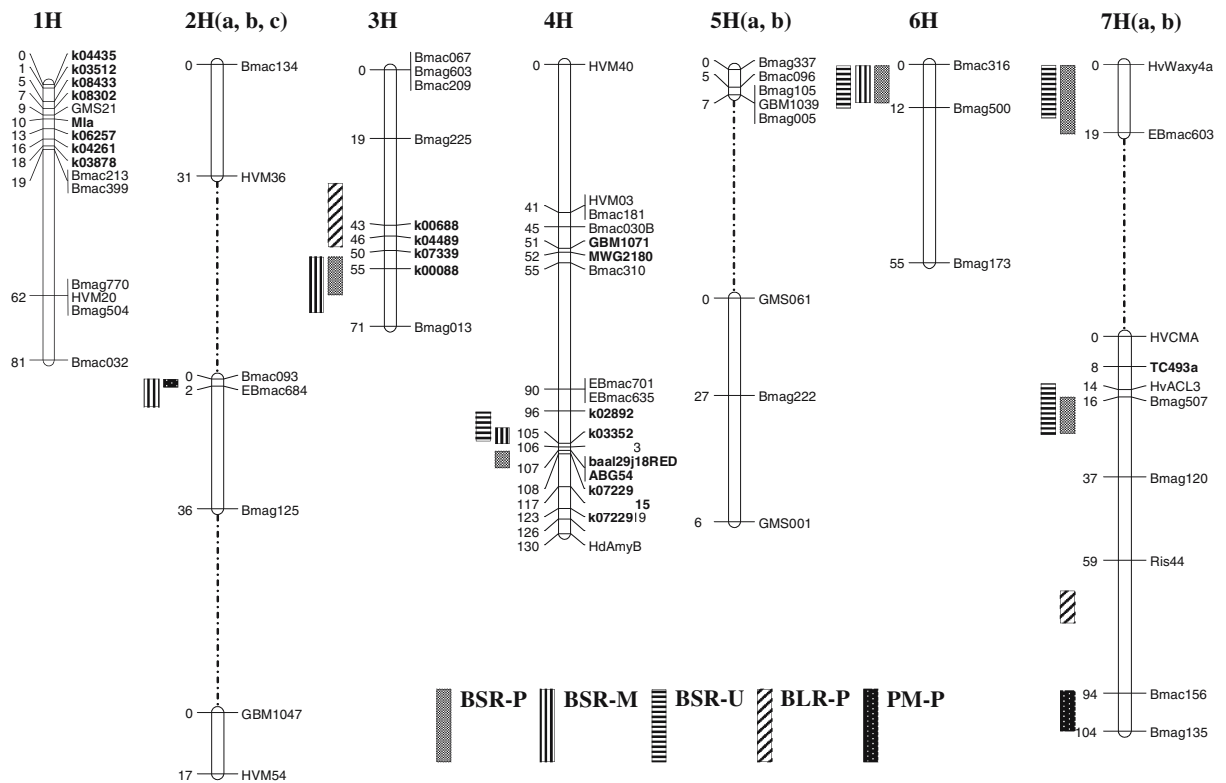 1H
0 k04435
1 k03512
5 k08433
7 k08302
9 GMS21
10 Mla
13 k06257
16 k04261
18 k03878
19 Bmac213
Bmac399
Bmag770
62 HVM20
Bmag504
81 Bmac032
2H(a, b, c)
0 Bmac134
31 HVM36
0 Bmac093
2 EBmac684
36 Bmag125
0 GBM1047
17 HVM54
3H
Bmac067
0 Bmag603
Bmac209
19 Bmag225
43 k00688
46 k04489
50 k07339
55 k00088
71 Bmag013
4H
0 HVM40
HVM03
41 Bmac181
45 Bmac030B
51 GBM1071
52 MWG2180
55 Bmac310
EBmac701
90 EBmac635
96 k02892
105 k03352
106 3
107 baal29j18RED
ABG54
108 k07229
117 15
123 k07229 l9
126
130 HdAmyB
5H(a, b)
0 Bmag337
5 Bmac096
Bmag105
7 GBM1039
Bmag005
0 GMS061
27 Bmag222
6 GMS001
6H
0 Bmac316
12 Bmag500
55 Bmag173
7H(a, b)
0 HvWaxy4a
19 EBmac603
0 HVCMA
8 TC493a
14 HvACL3
16 Bmag507
37 Bmag120
59 Ris44
94 Bmac156
104 Bmag135
BSR-P BSR-M BSR-U BLR-P PM-P